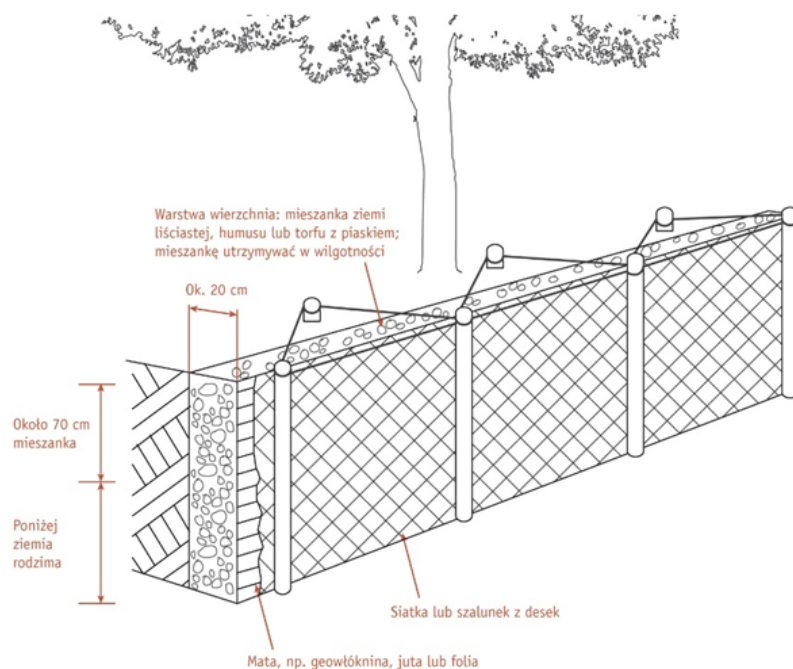 Warstwa wierzchnia: mieszanka ziemi
liściastej, humusu lub torfu z piaskiem;
mieszankę utrzymywać w wilgotności
Ok. 20 cm
Około 70 cm
mieszanka
Poniżej
ziemia
rodzima
Siatka lub szalunek z desek
Mata, np. geowłóknina, juta lub folia